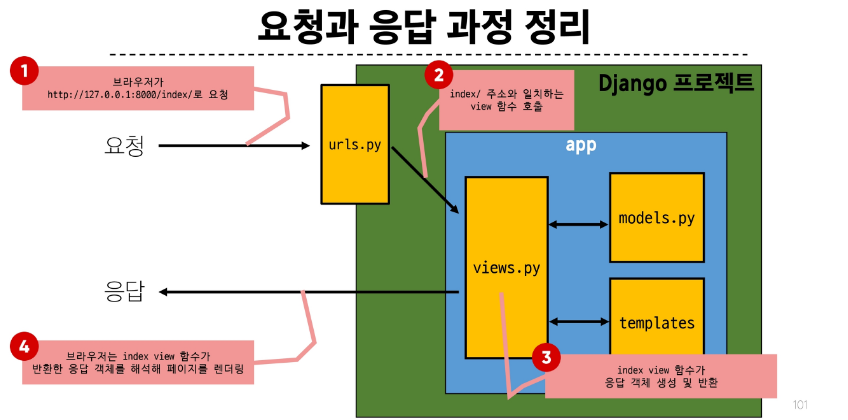 요청과 응답 과정 정리
1
브라우저가
http://127.0.0.1:8000/index/로 요청
2
index/ 주소와 일치하는
view 함수 호출
Django 프로젝트
요청
urls.py
app
models.py
views.py
응답
templates
4
브라우저는 index view 함수가
반환한 응답 객체를 해석해 페이지를 렌더링
3
index view 함수가
응답 객체 생성 및 반환
101